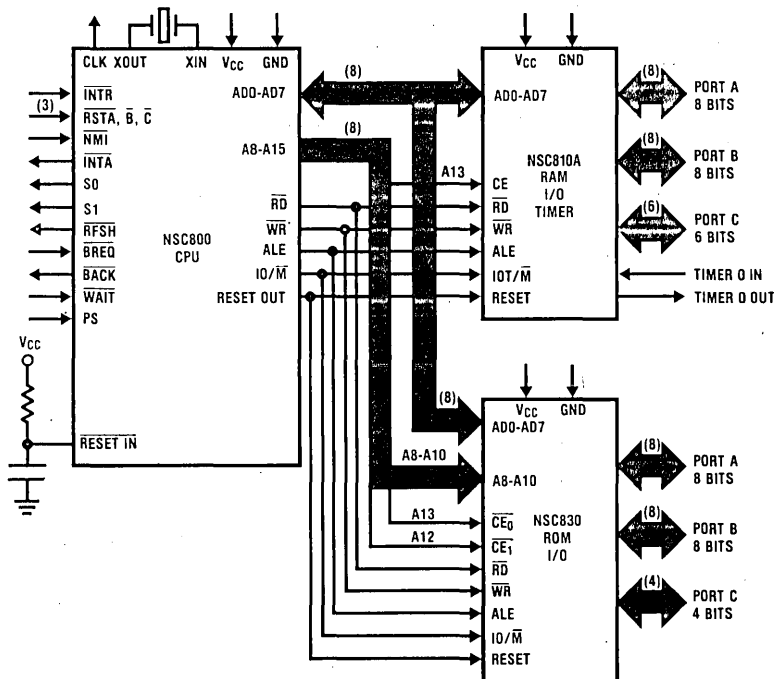 CLK XOUT XIN VCC GND
(3)
INTR
RSTA, B, C
NMI
INTA
S0
S1
RFSH
BREQ
BACK
WAIT
PS
VCC
RESET IN
NSC800
CPU
AD0-AD7
A8-A15
RD
WR
ALE
IO/M
RESET OUT
(8)
(8)
A13
VCC GND
AD0-AD7
CE
RD
WR
ALE
IOT/M
RESET
NSC810A
RAM
I/O
TIMER
(8)
PORT A
8 BITS
(8)
PORT B
8 BITS
(6)
PORT C
6 BITS
TIMER 0 IN
TIMER 0 OUT
(8)
A8-A10
A13
A12
VCC GND
AD0-AD7
A8-A10
CE0
CE1
RD
WR
ALE
IO/M
RESET
NSC830
ROM
I/O
(8)
PORT A
8 BITS
(8)
PORT B
8 BITS
(4)
PORT C
4 BITS